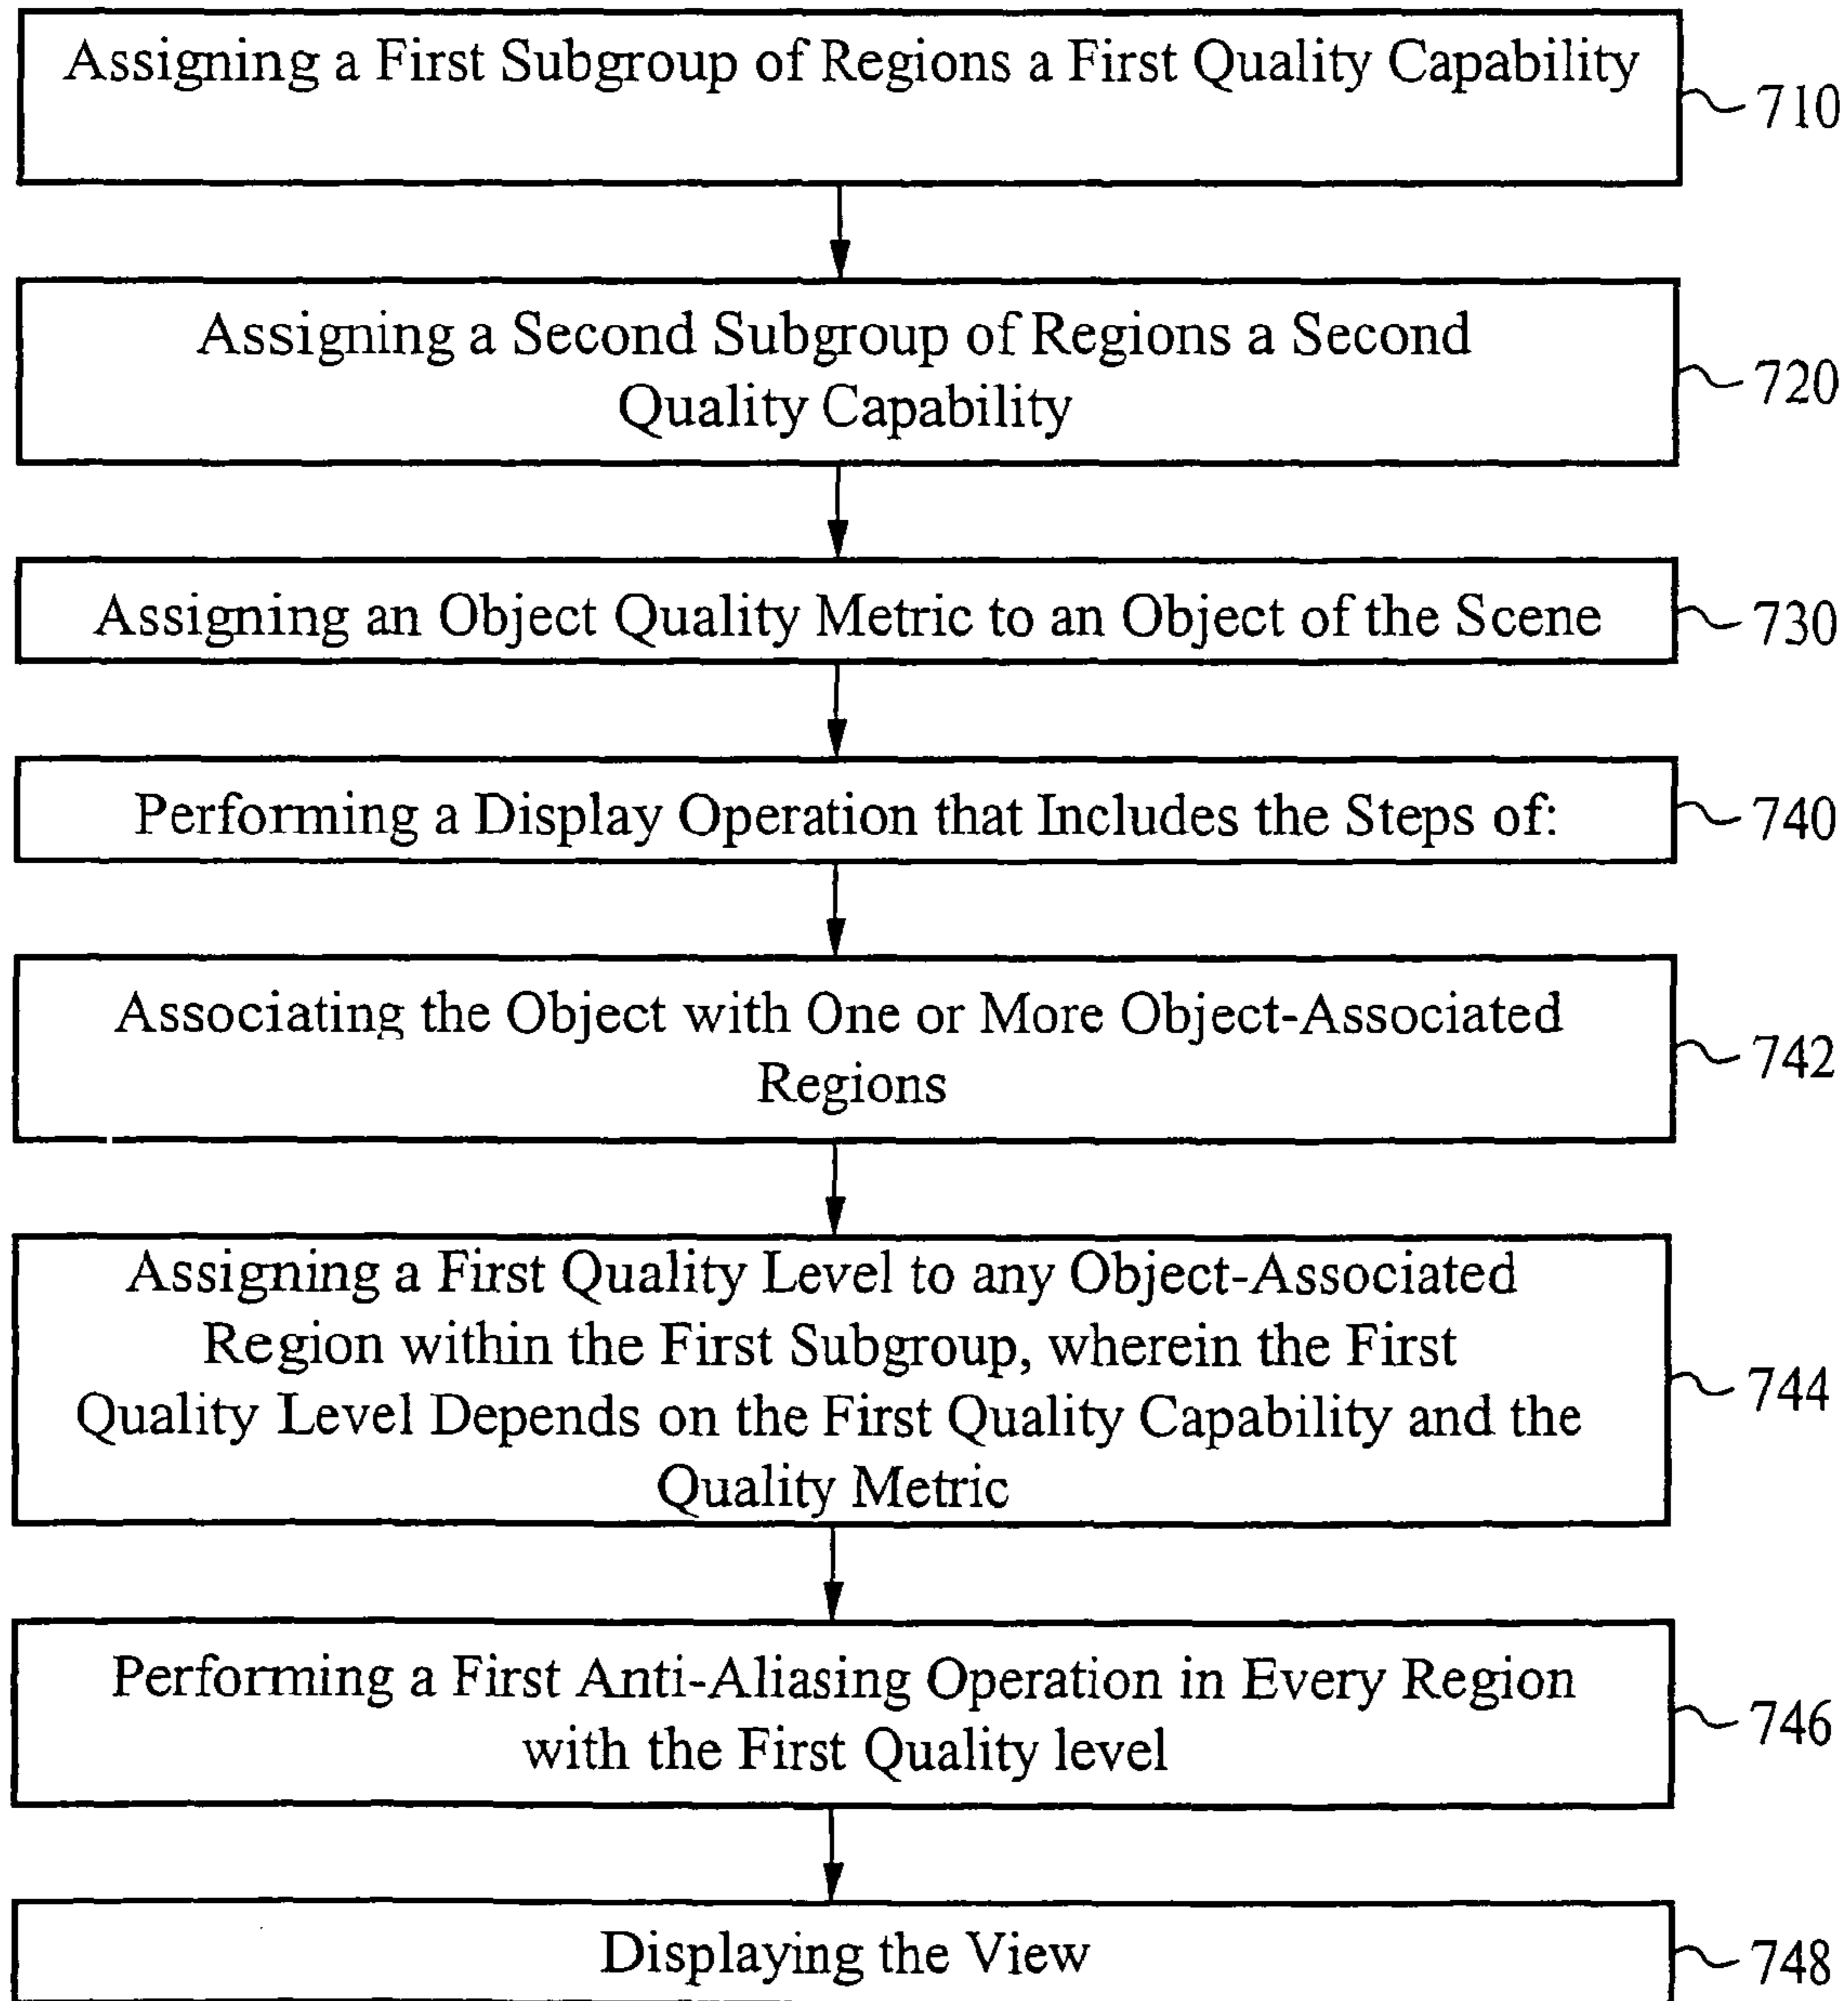 Assigning a First Subgroup of Regions a First Quality Capability
710
Assigning a Second Subgroup of Regions a Second
Quality Capability
720
Assigning an Object Quality Metric to an Object of the Scene
730
Performing a Display Operation that Includes the Steps of:
740
Associating the Object with One or More Object-Associated
Regions
742
Assigning a First Quality Level to any Object-Associated
Region within the First Subgroup, wherein the First
Quality Level Depends on the First Quality Capability and the
Quality Metric
744
Performing a First Anti-Aliasing Operation in Every Region
with the First Quality level
746
Displaying the View
748